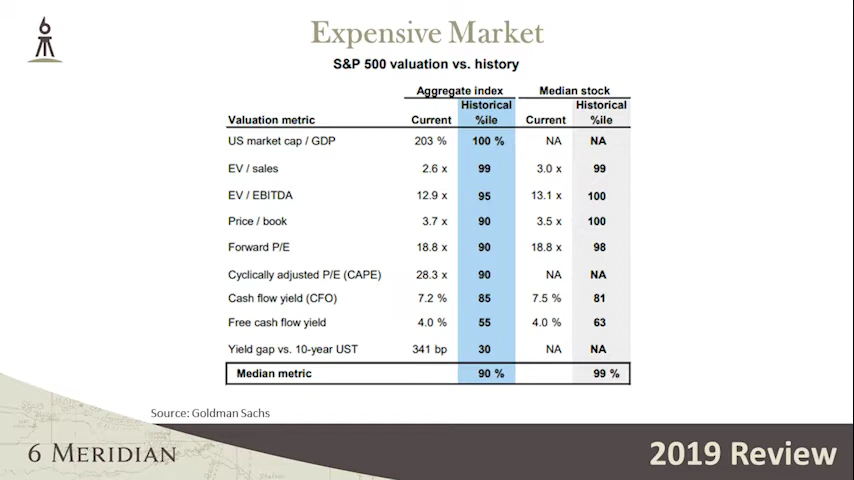 6
Expensive Market
S&P 500 valuation vs. history
Aggregate index Median stock
Historical Historical
Valuation metric Current %ile Current %ile
US market cap / GDP 203 % 100 % NA NA
EV / sales 2.6 x 99 3.0 x 99
EV / EBITDA 12.9 x 95 13.1 x 100
Price / book 3.7 x 90 3.5 x 100
Forward P/E 18.8 x 90 18.8 x 98
Cyclically adjusted P/E (CAPE) 28.3 x 90 NA NA
Cash flow yield (CFO) 7.2 % 85 7.5 % 81
Free cash flow yield 4.0 % 55 4.0 % 63
Yield gap vs. 10-year UST 341 bp 30 NA NA
Median metric 90 % 99 %
Source: Goldman Sachs
6 MERIDIAN
2019 Review